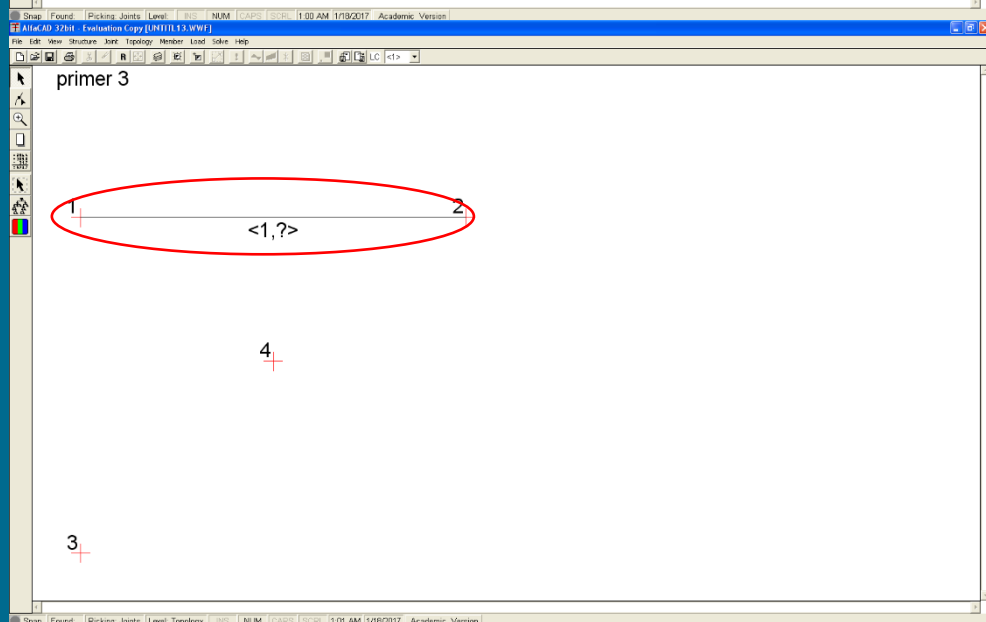 Snap Found: Picking: Joints Level: INS NUM CAPS SCRL 1:00 AM 1/18/2017 Academic Version
AlfaCAD 32bit - Evaluation Copy [UNTITL13.WWF]
File Edit View Structure Joint Topology Member Load Solve Help
R LC <1>
primer 3
1 2
<1,?>
4
3
Snap Found: Picking: Joints Level: Topology INS NUM CAPS SCRL 1:01 AM 1/18/2017 Academic Version